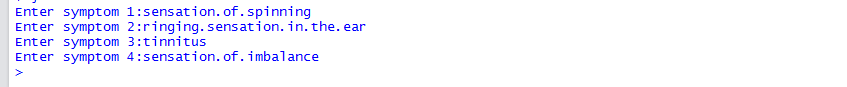 Enter symptom 1:sensation.of.spinning
Enter symptom 2:ringing.sensation.in.the.ear
Enter symptom 3:tinnitus
Enter symptom 4:sensation.of.imbalance
>